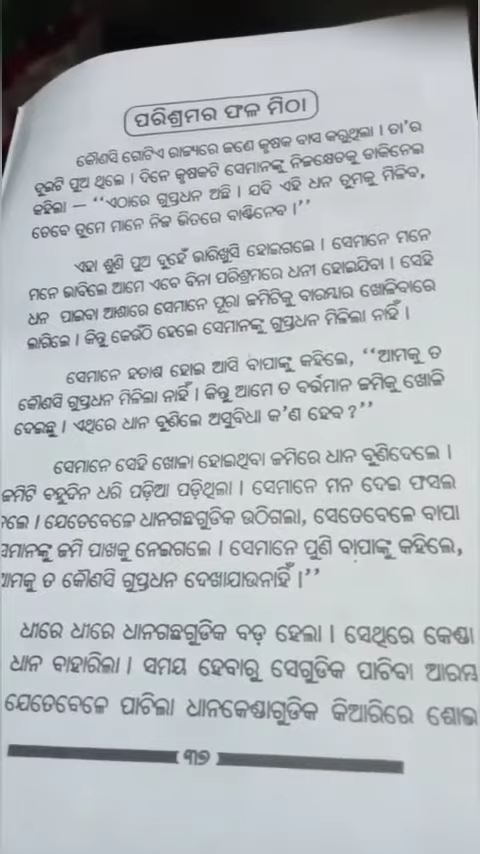 ପରିଶ୍ରମର ଫଳ ମିଠା
କୌଣସି ଗୋଟିଏ ରାଜ୍ୟରେ ଜଣେ କୃଷକ ବାସ କରୁଥିଲା । ତା'ର
ଦୁଇଟି ପୁଅ ଥିଲେ । ଦିନେ କୃଷକଟି ସେମାନଙ୍କୁ ନିଜକ୍ଷେତକୁ ଡାକିନେଇ
କହିଲା — ‘‘ଏଠାରେ ଗୁପ୍ତଧନ ଅଛି । ଯଦି ଏହି ଧନ ତୁମକୁ ମିଳିବ,
ତେବେ ତୁମେ ମାନେ ନିଜ ଭିତରେ ବାଣ୍ଟିନେବ ।’’
ଏହା ଶୁଣି ପୁଅ ଦୁହେଁ ଭାରିଖୁସି ହୋଇଗଲେ । ସେମାନେ ମନେ
ମନେ ଭାବିଲେ ଆମେ ଏବେ ବିନା ପରିଶ୍ରମରେ ଧନୀ ହୋଇଯିବା । ସେହି
ଧନ ପାଇବା ଆଶାରେ ସେମାନେ ପୂରା ଜମିଟିକୁ ବାରମ୍ବାର ଖୋଳିବାରେ
ଲାଗିଲେ । କିନ୍ତୁ କେଉଁଠି ହେଲେ ସେମାନଙ୍କୁ ଗୁପ୍ତଧନ ମିଳିଲା ନାହିଁ ।
ସେମାନେ ହତାଶ ହୋଇ ଆସି ବାପାଙ୍କୁ କହିଲେ, ‘‘ଆମକୁ ତ
କୌଣସି ଗୁପ୍ତଧନ ମିଳିଲା ନାହିଁ । କିନ୍ତୁ ଆମେ ତ ବର୍ତ୍ତମାନ ଜମିକୁ ଖୋଳି
ଦେଇଛୁ । ଏଥିରେ ଧାନ ବୁଣିଲେ ଅସୁବିଧା କ'ଣ ହେବ ?’’
ସେମାନେ ସେହି ଖୋଳା ହୋଇଥିବା ଜମିରେ ଧାନ ବୁଣିଦେଲେ ।
ଜମିଟି ବହୁଦିନ ଧରି ପଡ଼ିଆ ପଡ଼ିଥିଲା । ସେମାନେ ମନ ଦେଇ ଫସଲ
ଲେ । ଯେତେବେଳେ ଧାନଗଛଗୁଡିକ ଉଠିଗଲା, ସେତେବେଳେ ବାପା
ସେମାନଙ୍କୁ ଜମି ପାଖକୁ ନେଇଗଲେ । ସେମାନେ ପୁଣି ବାପାଙ୍କୁ କହିଲେ,
ଆମକୁ ତ କୌଣସି ଗୁପ୍ତଧନ ଦେଖାଯାଉନାହିଁ ।’’
ଧୀରେ ଧୀରେ ଧାନଗଛଗୁଡିକ ବଡ଼ ହେଲା । ସେଥିରେ କେଣ୍ଡା
ଧାନ ବାହାରିଲା । ସମୟ ହେବାରୁ ସେଗୁଡିକ ପାଚିବା ଆରମ୍ଭ
ଯେତେବେଳେ ପାଚିଲା ଧାନକେଣ୍ଡାଗୁଡିକ କିଆରିରେ ଶୋଭ
୩୭